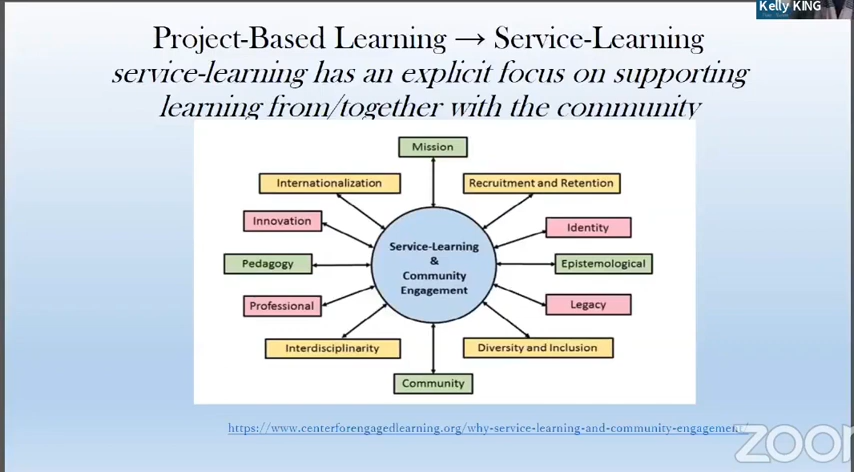 Kelly KING
Project-Based Learning → Service-Learning
service-learning has an explicit focus on supporting
learning from/together with the community
Mission
Internationalization
Recruitment and Retention
Innovation
Identity
Service-Learning
&
Community
Engagement
Pedagogy
Epistemological
Professional
Legacy
Interdisciplinarity
Diversity and Inclusion
Community
https://www.centerforengagedlearning.org/why-service-learning-and-community-engagement/
zoom